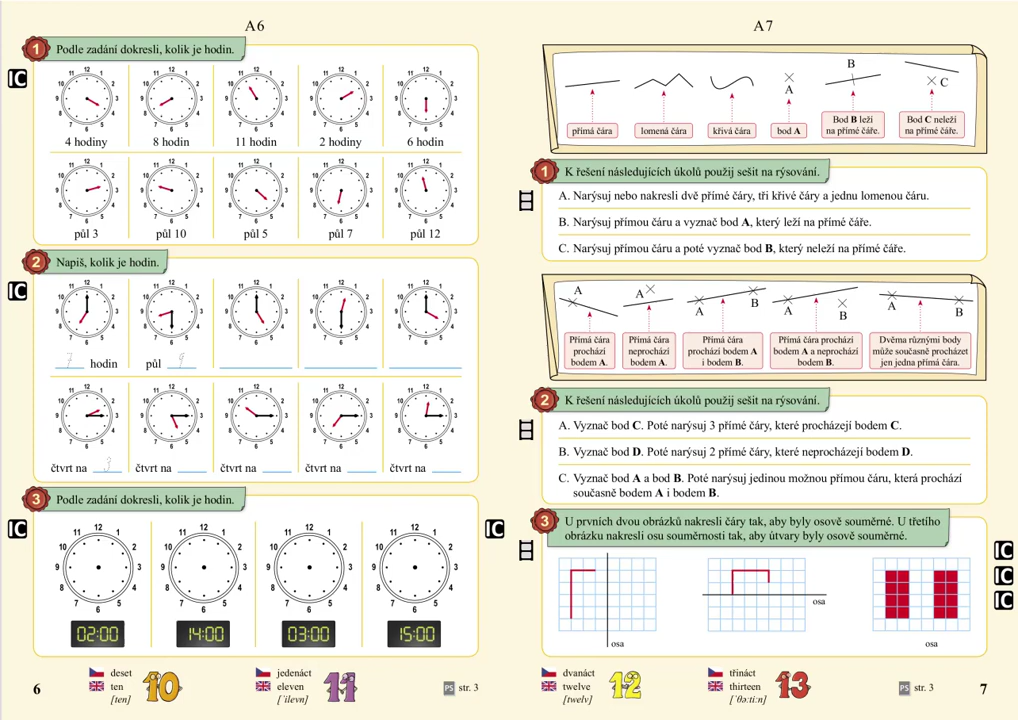 A 6
1 Podle zadání dokresli, kolik je hodin.
4 hodiny
8 hodin
11 hodin
2 hodiny
6 hodin
půl 3
půl 10
půl 5
půl 7
půl 12
2 Napiš, kolik je hodin.
7 hodin
půl 9
čtvrt na 3
čtvrt na
čtvrt na
čtvrt na
čtvrt na
3 Podle zadání dokresli, kolik je hodin.
02:00
14:00
03:00
15:00
6
deset
ten
[ten]
10
jedenáct
eleven
[ˈilevn]
11
PS str. 3
A 7
přímá čára
lomená čára
křivá čára
A
bod A
B
Bod B leží
na přímé čáře.
C
Bod C neleží
na přímé čáře.
1 K řešení následujících úkolů použij sešit na rýsování.
A. Narýsuj nebo nakresli dvě přímé čáry, tři křivé čáry a jednu lomenou čáru.
B. Narýsuj přímou čáru a vyznač bod A, který leží na přímé čáře.
C. Narýsuj přímou čáru a poté vyznač bod B, který neleží na přímé čáře.
A
Přímá čára
prochází
bodem A.
A
Přímá čára
neprochází
bodem A.
A B
Přímá čára
prochází bodem A
i bodem B.
A B
Přímá čára prochází
bodem A a neprochází
bodem B.
A B
Dvěma různými body
může současně procházet
jen jedna přímá čára.
2 K řešení následujících úkolů použij sešit na rýsování.
A. Vyznač bod C. Poté narýsuj 3 přímé čáry, které procházejí bodem C.
B. Vyznač bod D. Poté narýsuj 2 přímé čáry, které neprocházejí bodem D.
C. Vyznač bod A a bod B. Poté narýsuj jedinou možnou přímou čáru, která prochází
současně bodem A i bodem B.
3 U prvních dvou obrázků nakresli čáry tak, aby byly osově souměrné. U třetího
obrázku nakresli osu souměrnosti tak, aby útvary byly osově souměrné.
osa
osa
osa
dvanáct
twelve
[twelv]
12
třináct
thirteen
[ˈθəːtiːn]
13
PS str. 3
7